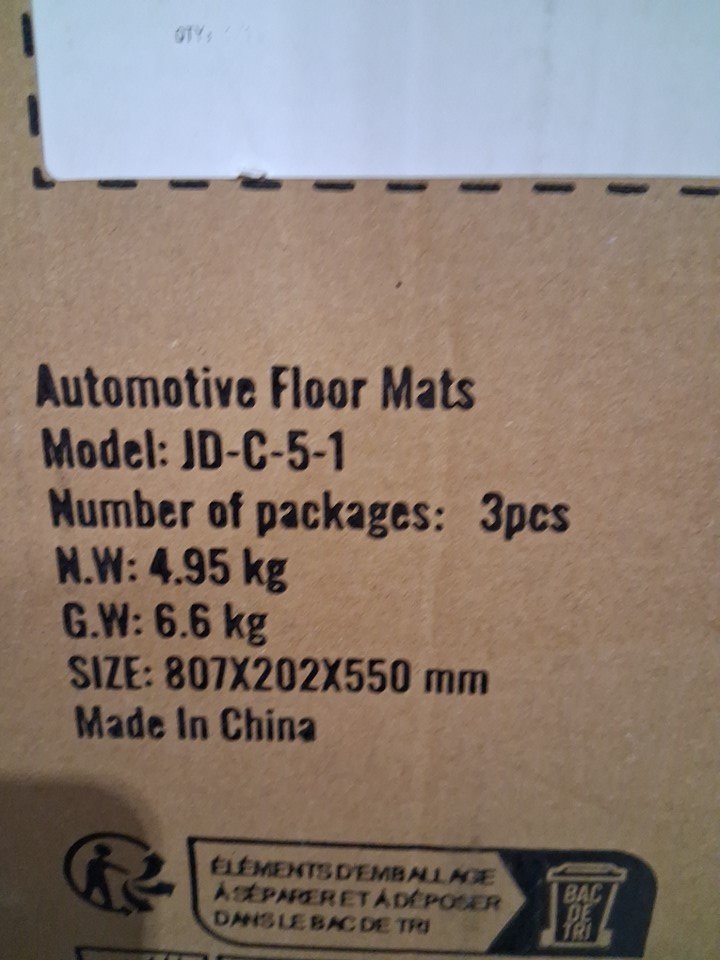 QTY:
Automotive Floor Mats
Model: JD-C-5-1
Number of packages: 3pcs
N.W: 4.95 kg
G.W: 6.6 kg
SIZE: 807X202X550 mm
Made In China
ÉLÉMENTS D'EMBALLAGE
À SÉPARER ET À DÉPOSER
DANS LE BAC DE TRI
BAC
DE
TRI